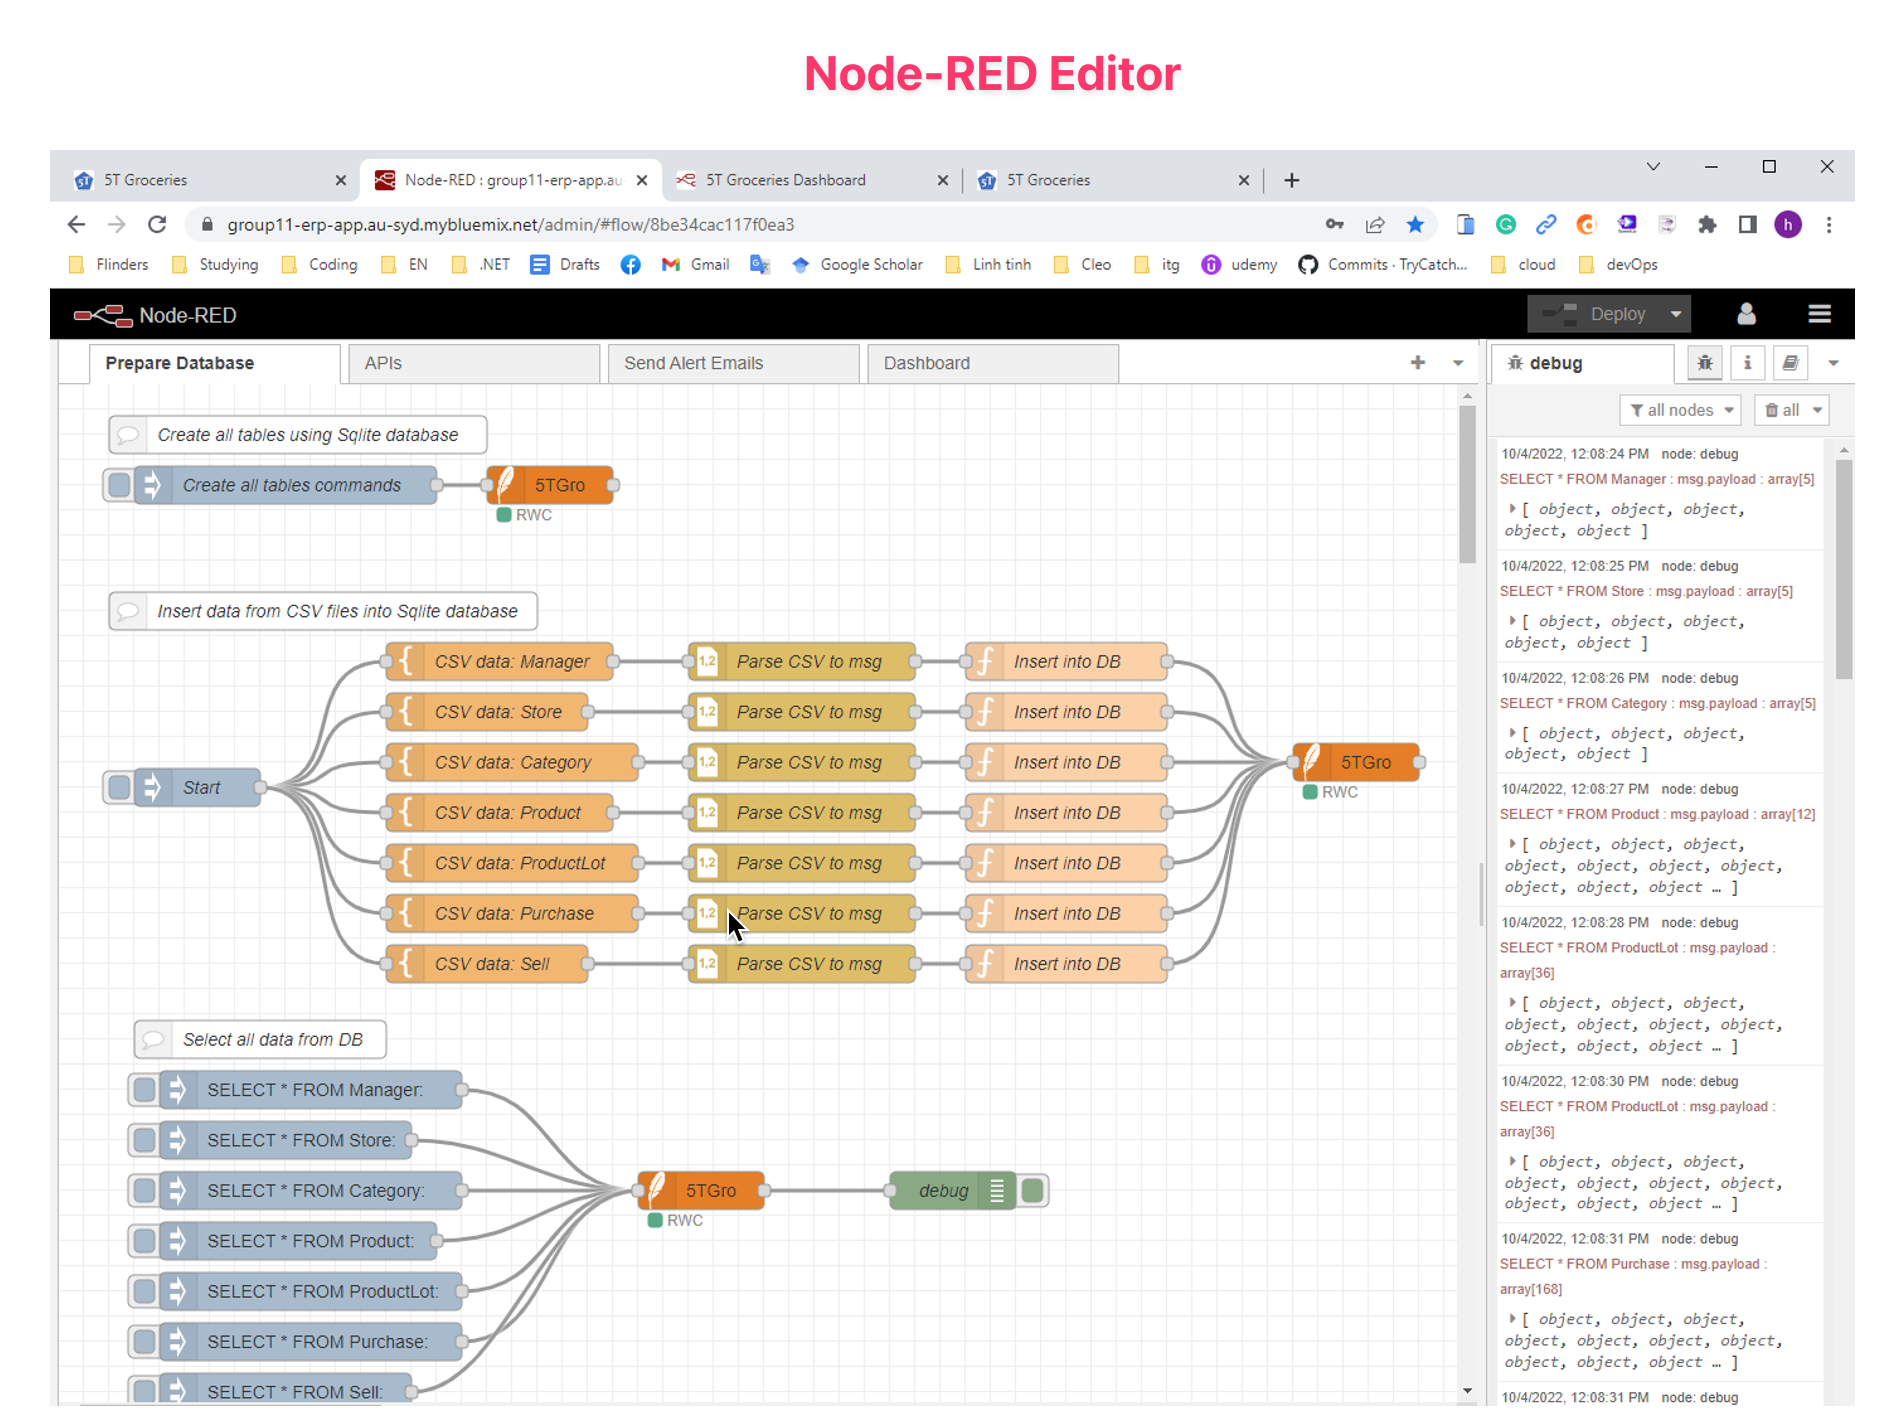 Node-RED Editor
5T Groceries
Node-RED : group11-erp-app.au
5T Groceries Dashboard
5T Groceries
group11-erp-app.au-syd.mybluemix.net/admin/#flow/8be34cac117f0ea3
h
Flinders Studying Coding EN .NET Drafts Gmail Google Scholar Linh tinh Cleo itg udemy Commits · TryCatch... cloud devOps
Node-RED
Deploy
Prepare Database
APIs
Send Alert Emails
Dashboard
debug
all nodes
all
Create all tables using Sqlite database
Create all tables commands
5TGro
RWC
Insert data from CSV files into Sqlite database
Start
CSV data: Manager 1,2 Parse CSV to msg Insert into DB
CSV data: Store 1,2 Parse CSV to msg Insert into DB
CSV data: Category 1,2 Parse CSV to msg Insert into DB
CSV data: Product 1,2 Parse CSV to msg Insert into DB
CSV data: ProductLot 1,2 Parse CSV to msg Insert into DB
CSV data: Purchase 1,2 Parse CSV to msg Insert into DB
CSV data: Sell 1,2 Parse CSV to msg Insert into DB
5TGro
RWC
Select all data from DB
SELECT * FROM Manager:
SELECT * FROM Store:
SELECT * FROM Category:
SELECT * FROM Product:
SELECT * FROM ProductLot:
SELECT * FROM Purchase:
SELECT * FROM Sell:
5TGro
RWC
debug
10/4/2022, 12:08:24 PM node: debug
SELECT * FROM Manager : msg.payload : array[5]
[ object, object, object,
object, object ]
10/4/2022, 12:08:25 PM node: debug
SELECT * FROM Store : msg.payload : array[5]
[ object, object, object,
object, object ]
10/4/2022, 12:08:26 PM node: debug
SELECT * FROM Category : msg.payload : array[5]
[ object, object, object,
object, object ]
10/4/2022, 12:08:27 PM node: debug
SELECT * FROM Product : msg.payload : array[12]
[ object, object, object,
object, object, object, object,
object, object, object … ]
10/4/2022, 12:08:28 PM node: debug
SELECT * FROM ProductLot : msg.payload :
array[36]
[ object, object, object,
object, object, object, object,
object, object, object … ]
10/4/2022, 12:08:30 PM node: debug
SELECT * FROM ProductLot : msg.payload :
array[36]
[ object, object, object,
object, object, object, object,
object, object, object … ]
10/4/2022, 12:08:31 PM node: debug
SELECT * FROM Purchase : msg.payload :
array[168]
[ object, object, object,
object, object, object, object,
object, object, object … ]
10/4/2022, 12:08:31 PM node: debug